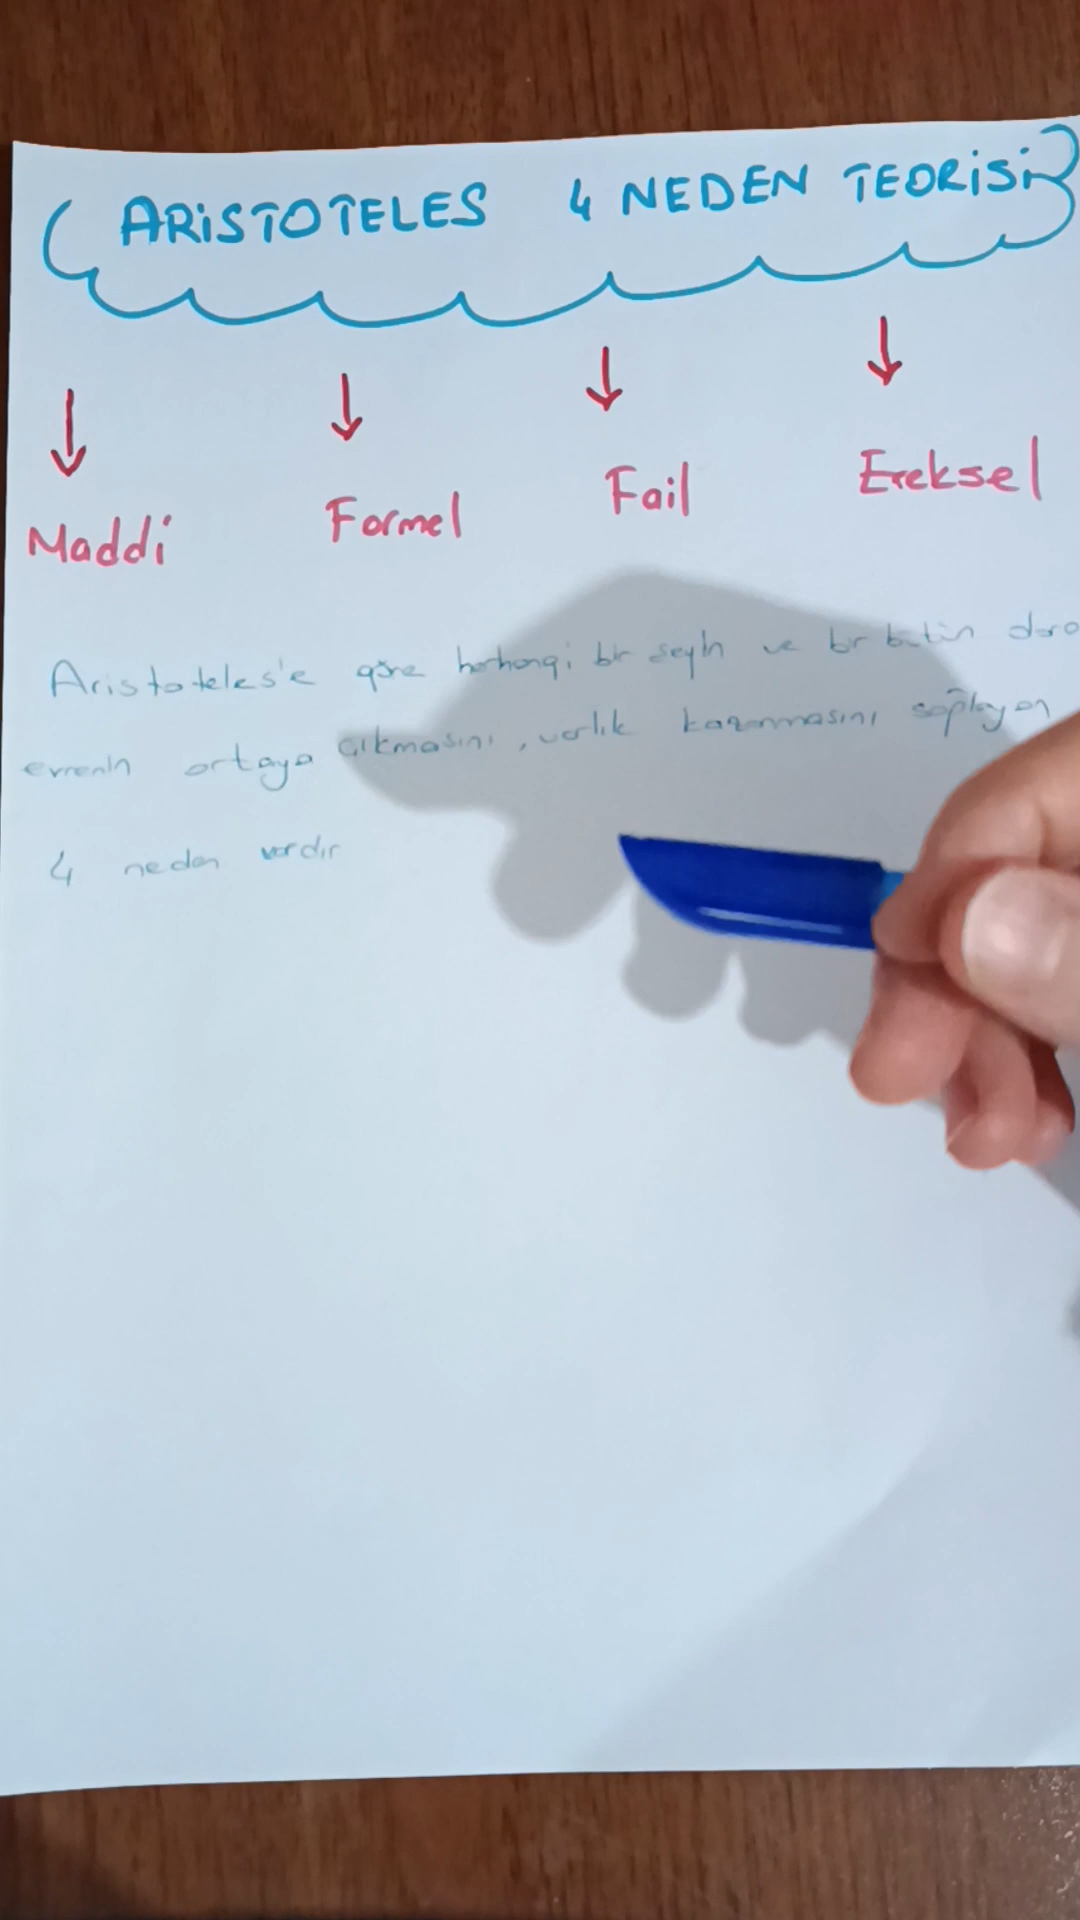 ARİSTOTELES 4 NEDEN TEORİSİ
Maddi Formel Fail Ereksel
Aristoteles'e göre herhangi bir şeyin ve bir bütün
evrenin ortaya çıkmasını, varlık kazanmasını sağlayan
4 neden vardır